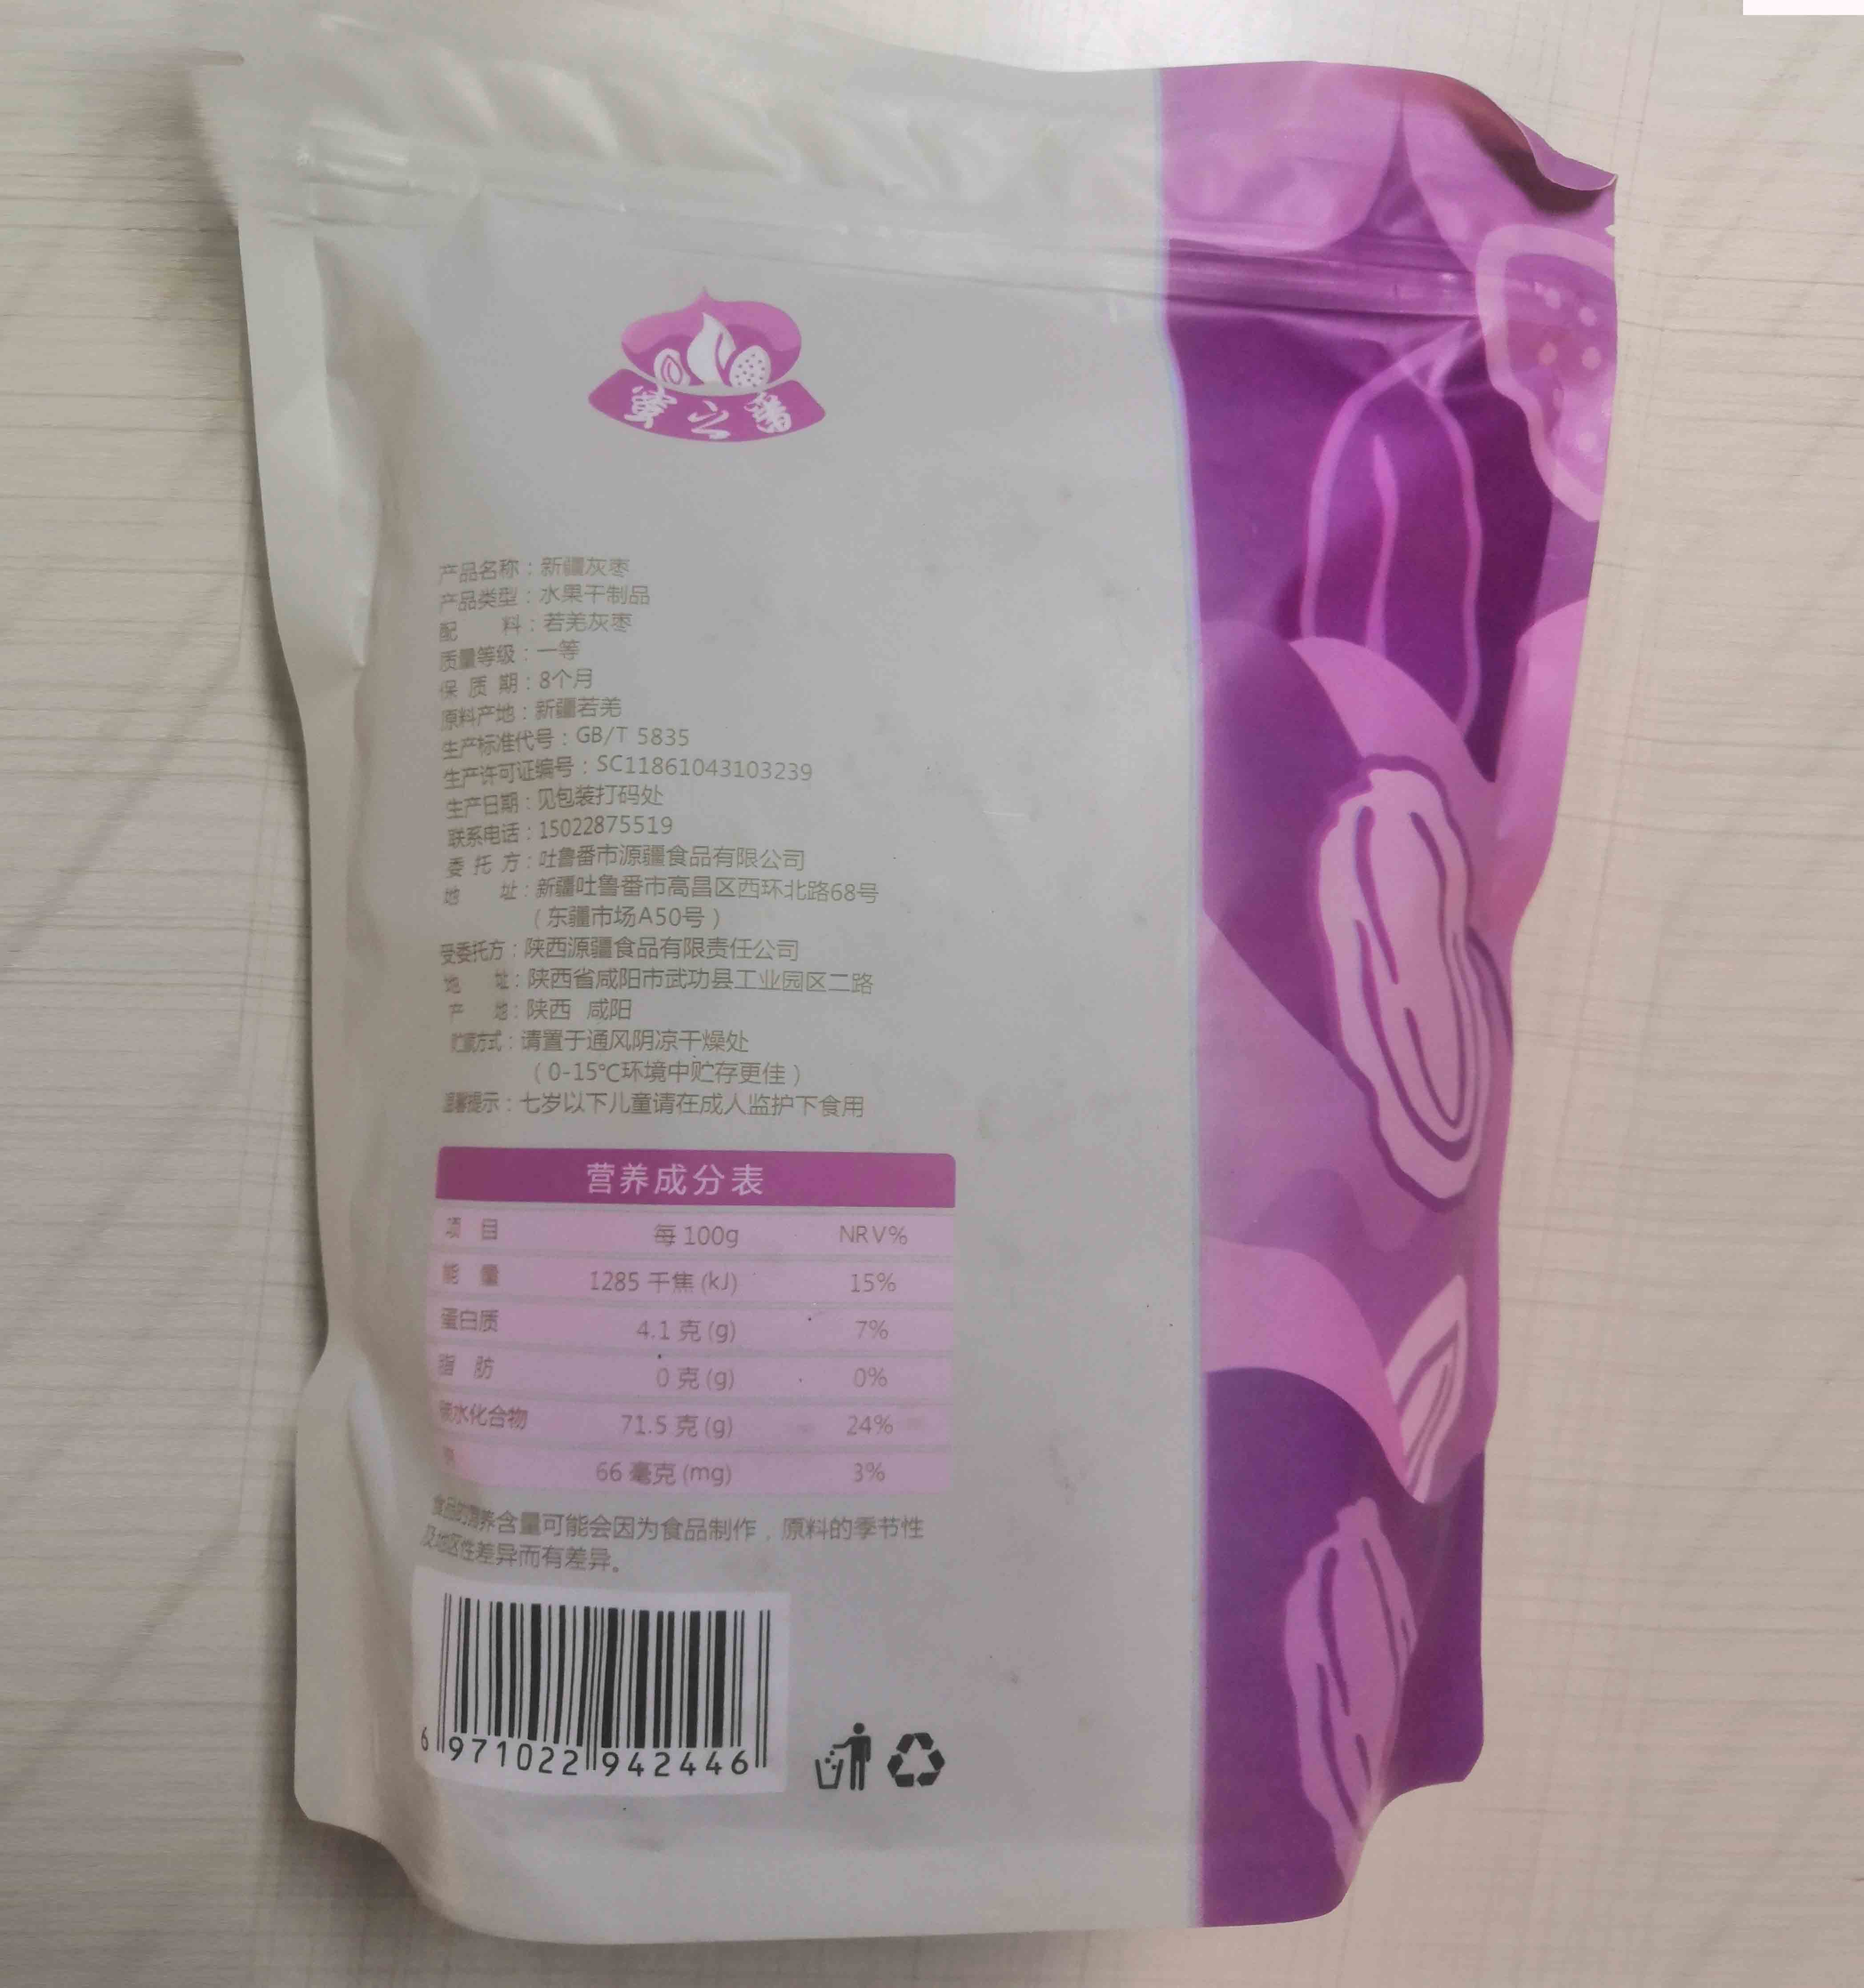 蜜之番
产品名称：新疆灰枣
产品类型：水果干制品
配 料：若羌灰枣
质量等级：一等
保 质 期：8个月
原料产地：新疆若羌
生产标准代号：GB/T 5835
生产许可证编号：SC11861043103239
生产日期：见包装打码处
联系电话：15022875519
委 托 方：吐鲁番市源疆食品有限公司
地 址：新疆吐鲁番市高昌区西环北路68号
（东疆市场A50号）
受委托方：陕西源疆食品有限责任公司
地 址：陕西省咸阳市武功县工业园区二路
产 地：陕西 咸阳
贮藏方式：请置于通风阴凉干燥处
（0-15℃环境中贮存更佳）
温馨提示：七岁以下儿童请在成人监护下食用
营养成分表
项 目 每 100g NRV%
能 量 1285 千焦 (kJ) 15%
蛋白质 4.1 克 (g) 7%
脂 肪 0 克 (g) 0%
碳水化合物 71.5 克 (g) 24%
66 毫克 (mg) 3%
食品的营养含量可能会因为食品制作，原料的季节性
及地区性差异而有差异。
6 971022 942446